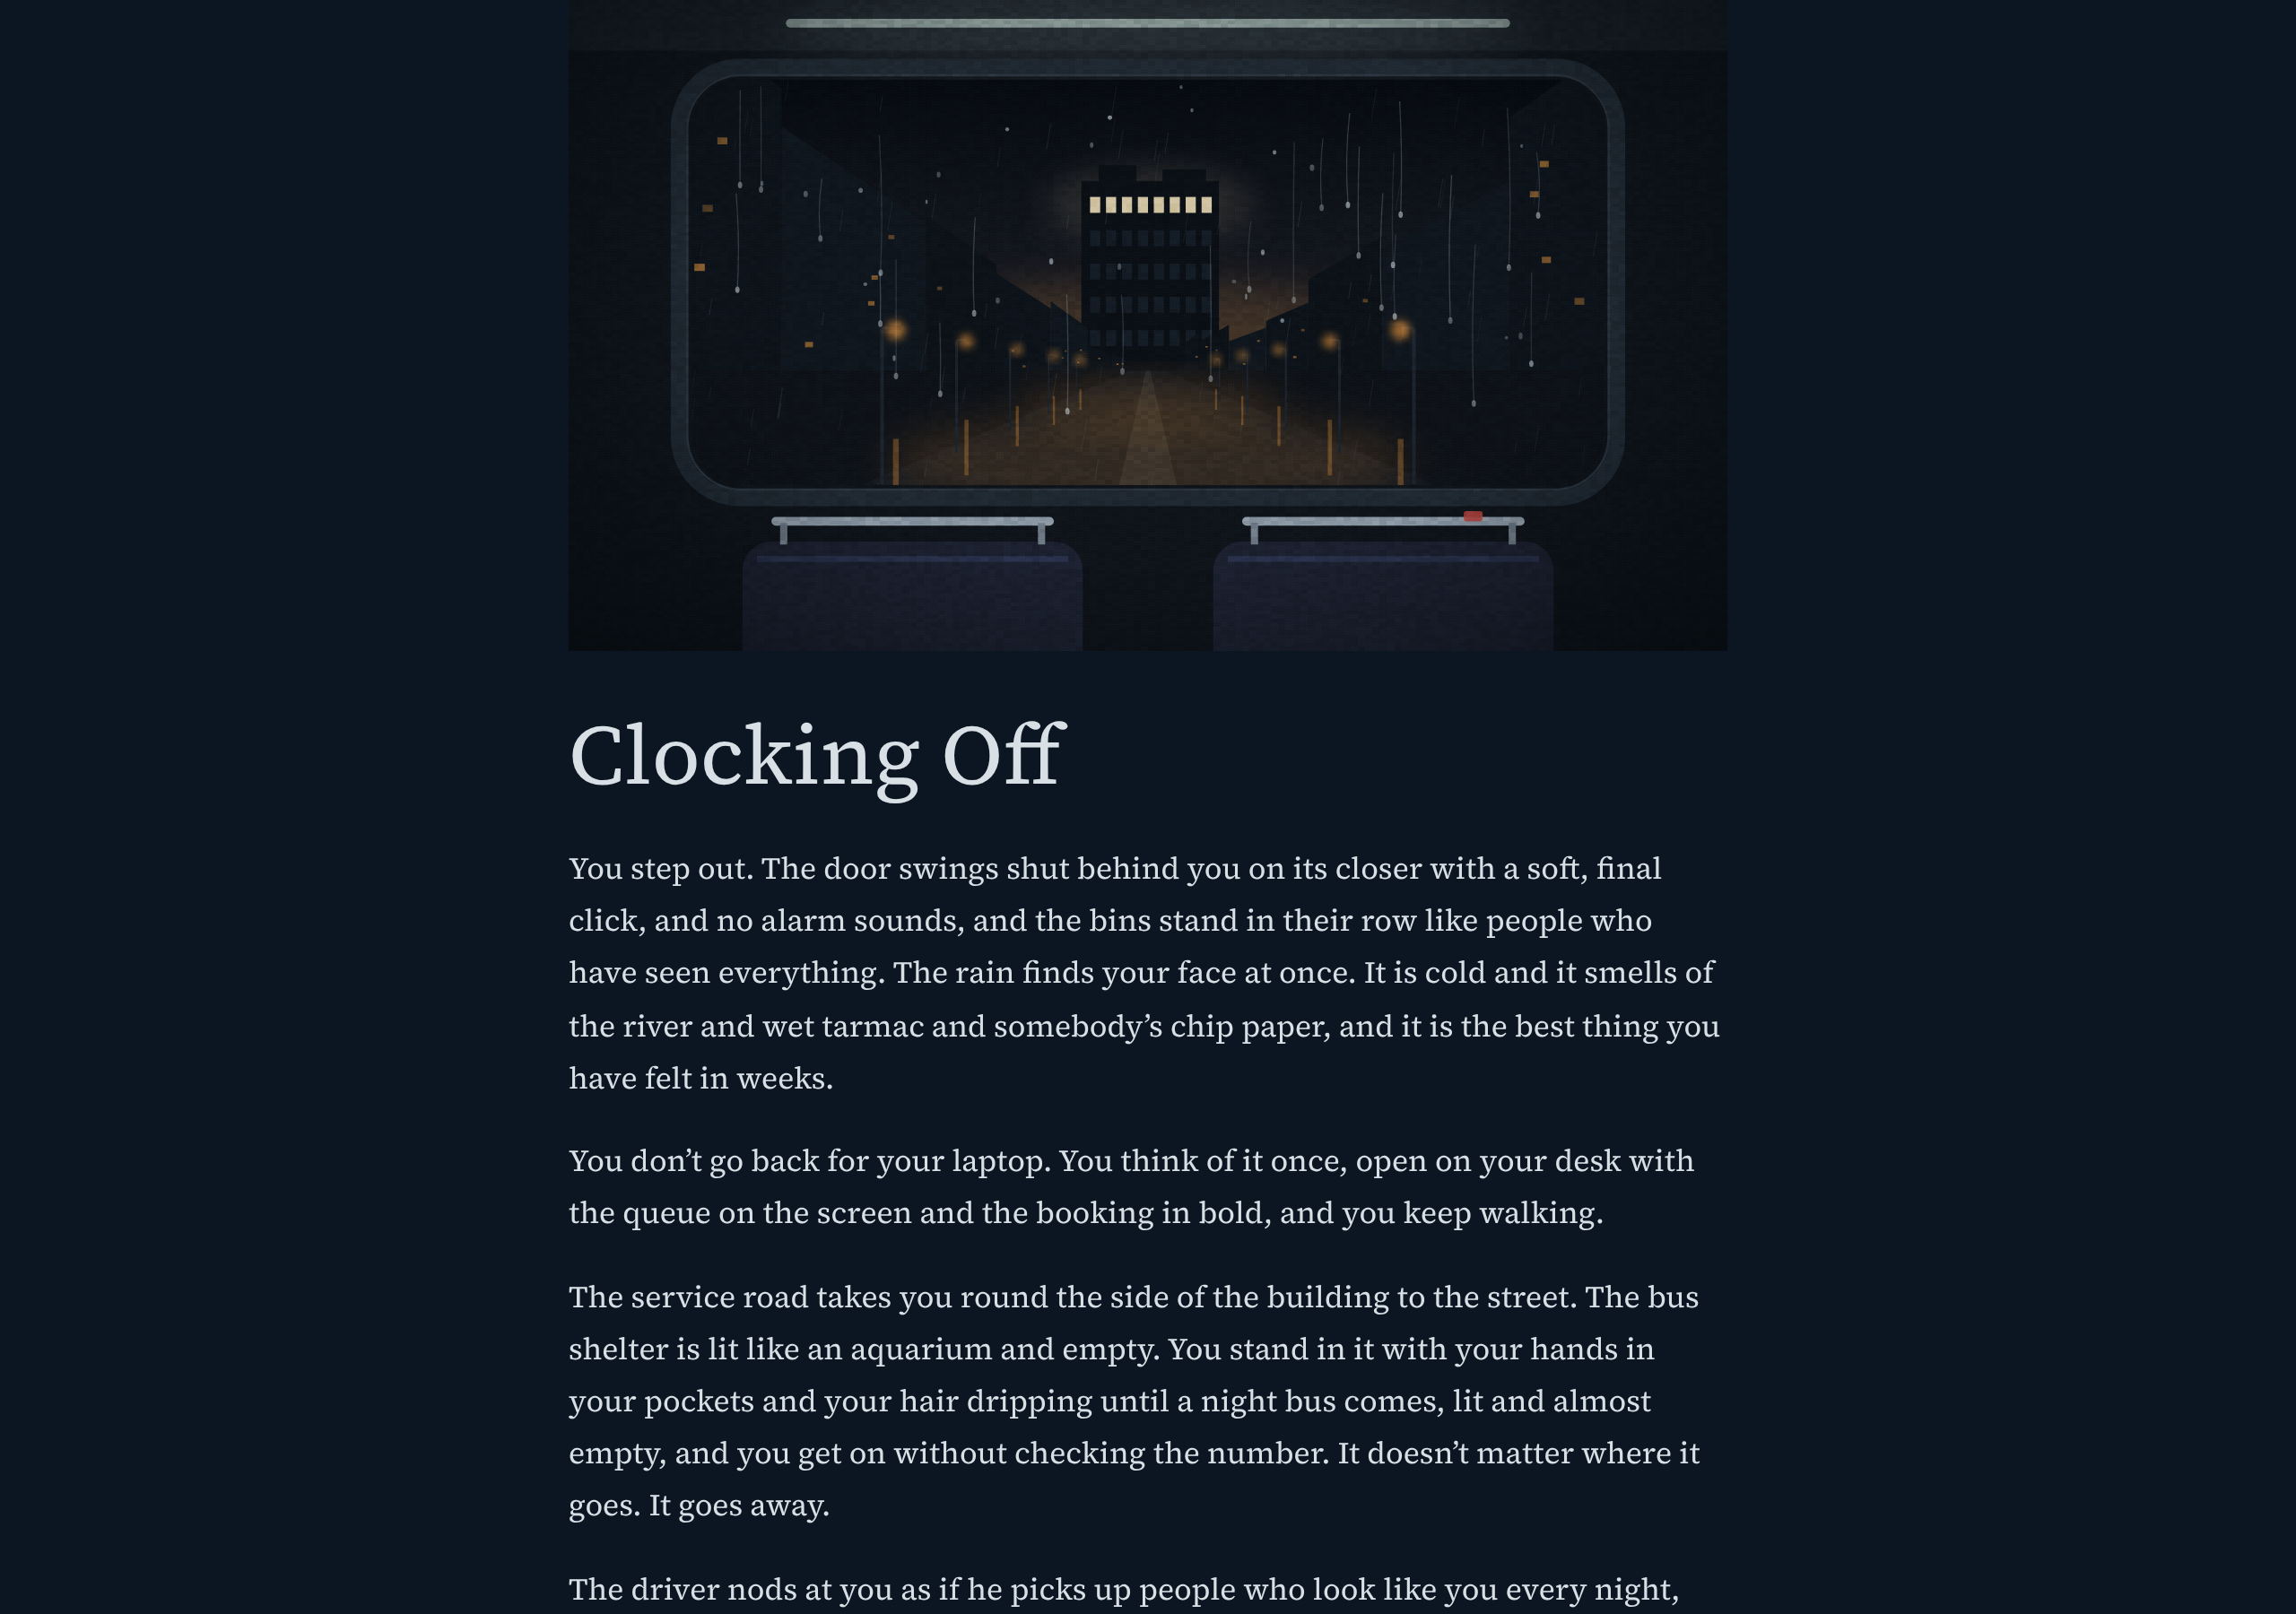 Clocking Off
You step out. The door swings shut behind you on its closer with a soft, final
click, and no alarm sounds, and the bins stand in their row like people who
have seen everything. The rain finds your face at once. It is cold and it smells of
the river and wet tarmac and somebody’s chip paper, and it is the best thing you
have felt in weeks.
You don’t go back for your laptop. You think of it once, open on your desk with
the queue on the screen and the booking in bold, and you keep walking.
The service road takes you round the side of the building to the street. The bus
shelter is lit like an aquarium and empty. You stand in it with your hands in
your pockets and your hair dripping until a night bus comes, lit and almost
empty, and you get on without checking the number. It doesn’t matter where it
goes. It goes away.
The driver nods at you as if he picks up people who look like you every night,